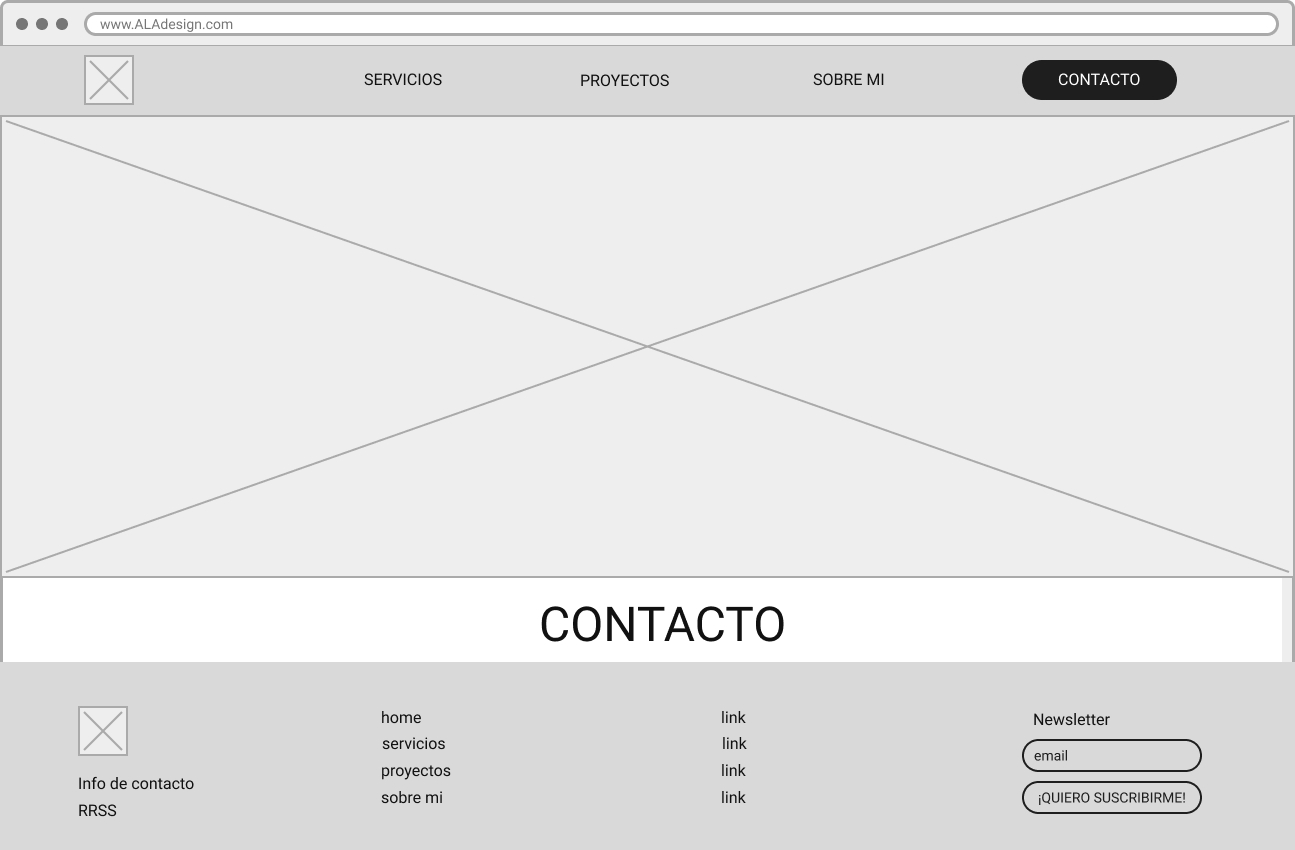 www.ALAdesign.com
SERVICIOS
PROYECTOS
SOBRE MI
CONTACTO
CONTACTO
Info de contacto
RRSS
home
servicios
proyectos
sobre mi
link
link
link
link
Newsletter
email
¡QUIERO SUSCRIBIRME!